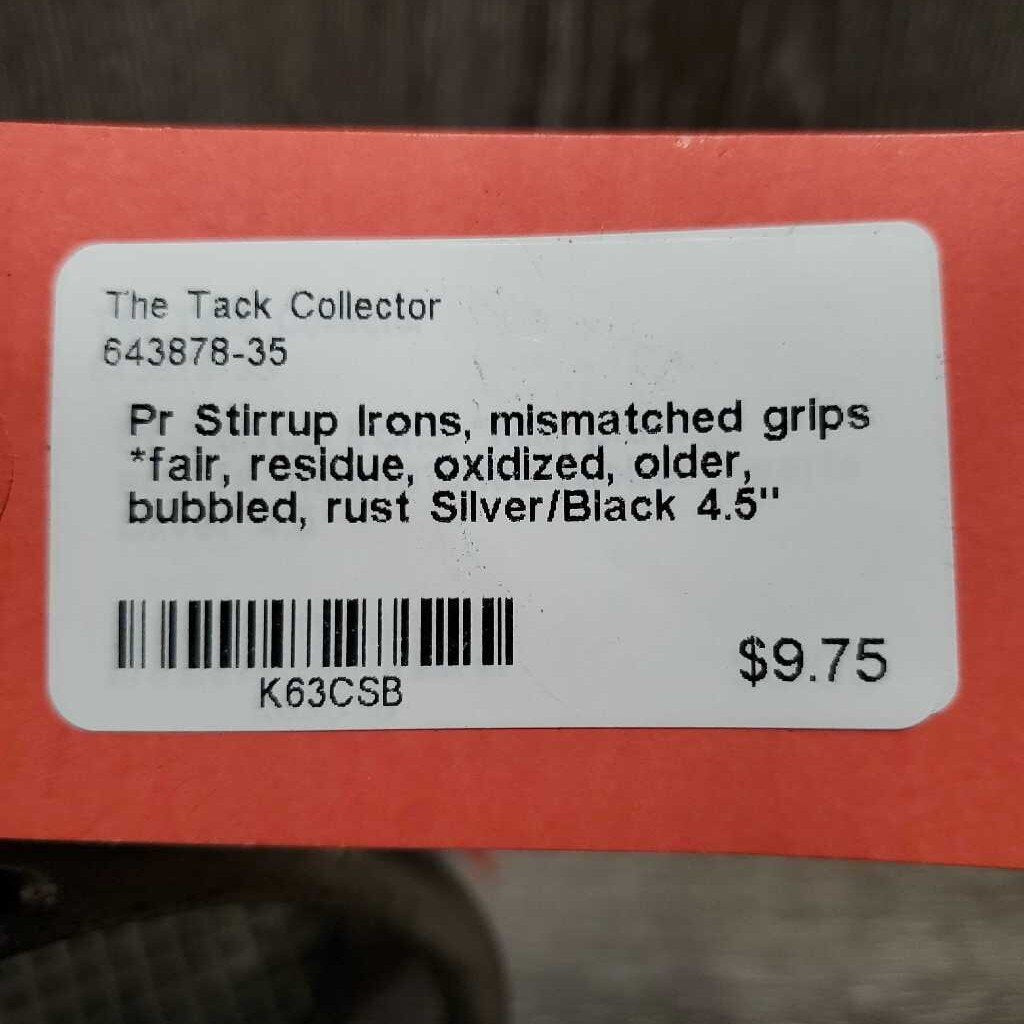 The Tack Collector
643878-35
Pr Stirrup Irons, mismatched grips
*fair, residue, oxidized, older,
bubbled, rust Silver/Black 4.5"
K63CSB
$9.75